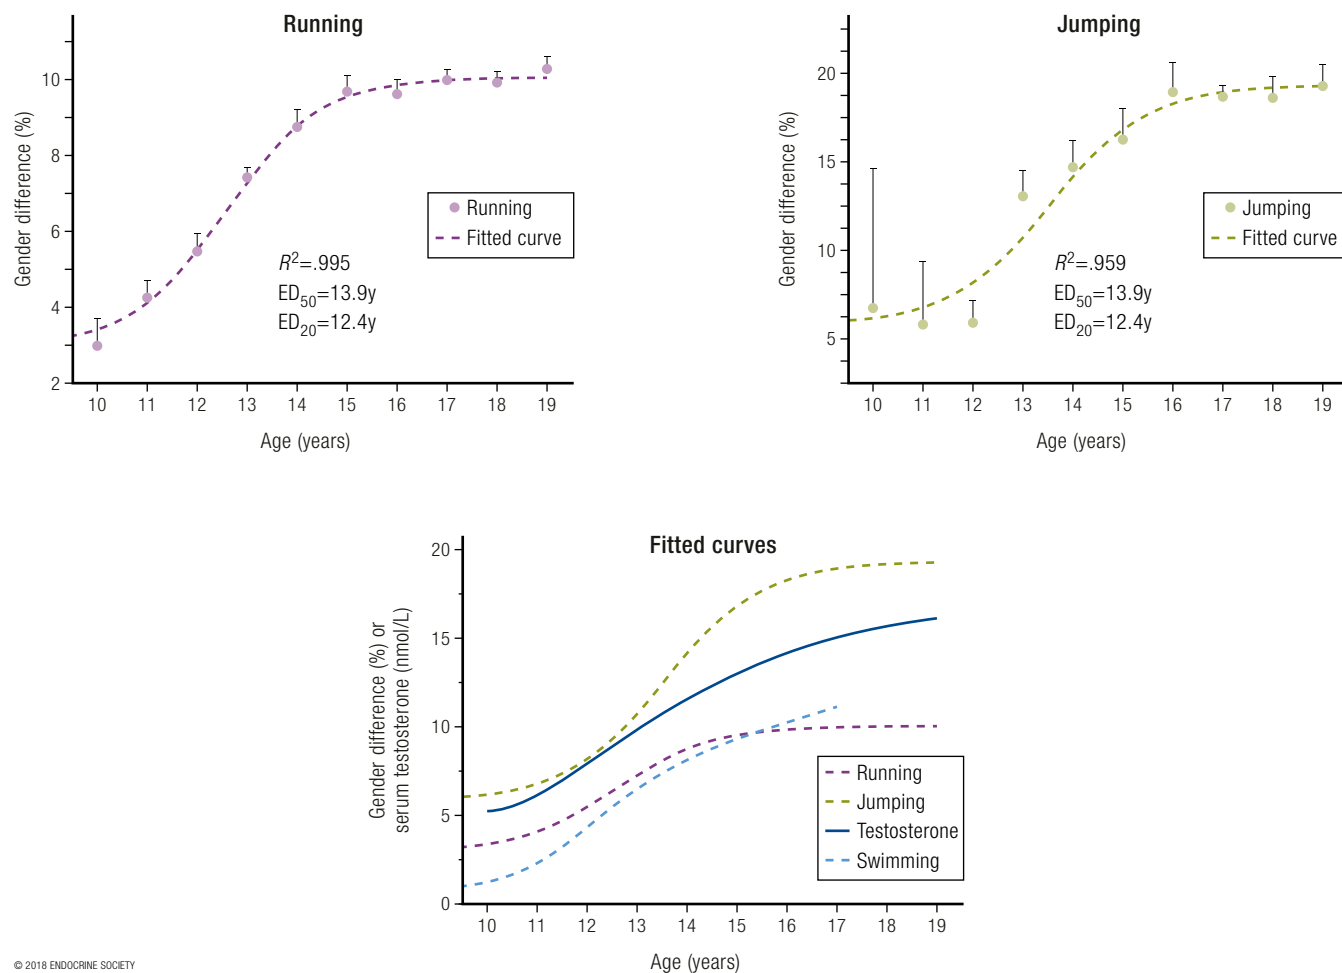 Running
Gender difference (%)
10
8
6
4
2
Running
Fitted curve
R²=.995
ED₅₀=13.9y
ED₂₀=12.4y
10 11 12 13 14 15 16 17 18 19
Age (years)
Jumping
Gender difference (%)
20
15
10
5
Jumping
Fitted curve
R²=.959
ED₅₀=13.9y
ED₂₀=12.4y
10 11 12 13 14 15 16 17 18 19
Age (years)
Fitted curves
Gender difference (%) or
serum testosterone (nmol/L)
20
15
10
5
0
Running
Jumping
Testosterone
Swimming
10 11 12 13 14 15 16 17 18 19
Age (years)
© 2018 ENDOCRINE SOCIETY